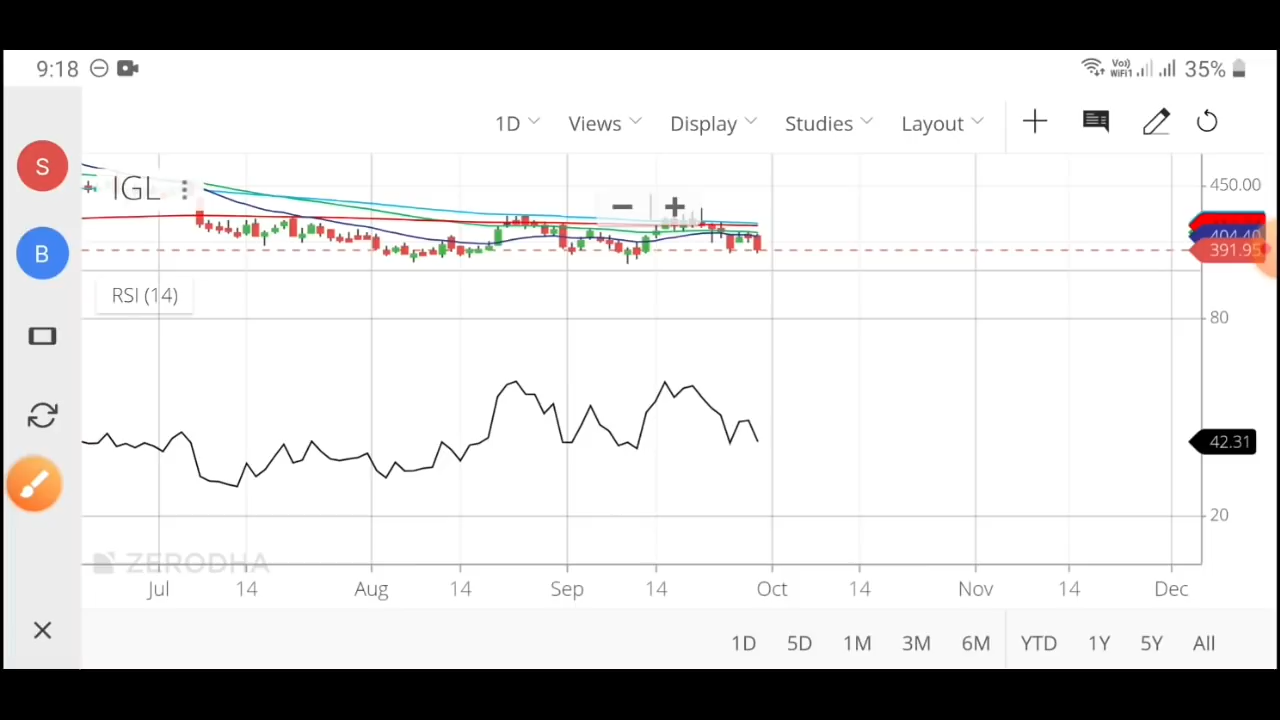 9:18
Vo) WiFi1 35%
S
B
1D Views Display Studies Layout
IGL
450.00
404.40
391.95
RSI (14)
80
42.31
20
ZERODHA
Jul 14 Aug 14 Sep 14 Oct 14 Nov 14 Dec
1D 5D 1M 3M 6M YTD 1Y 5Y All